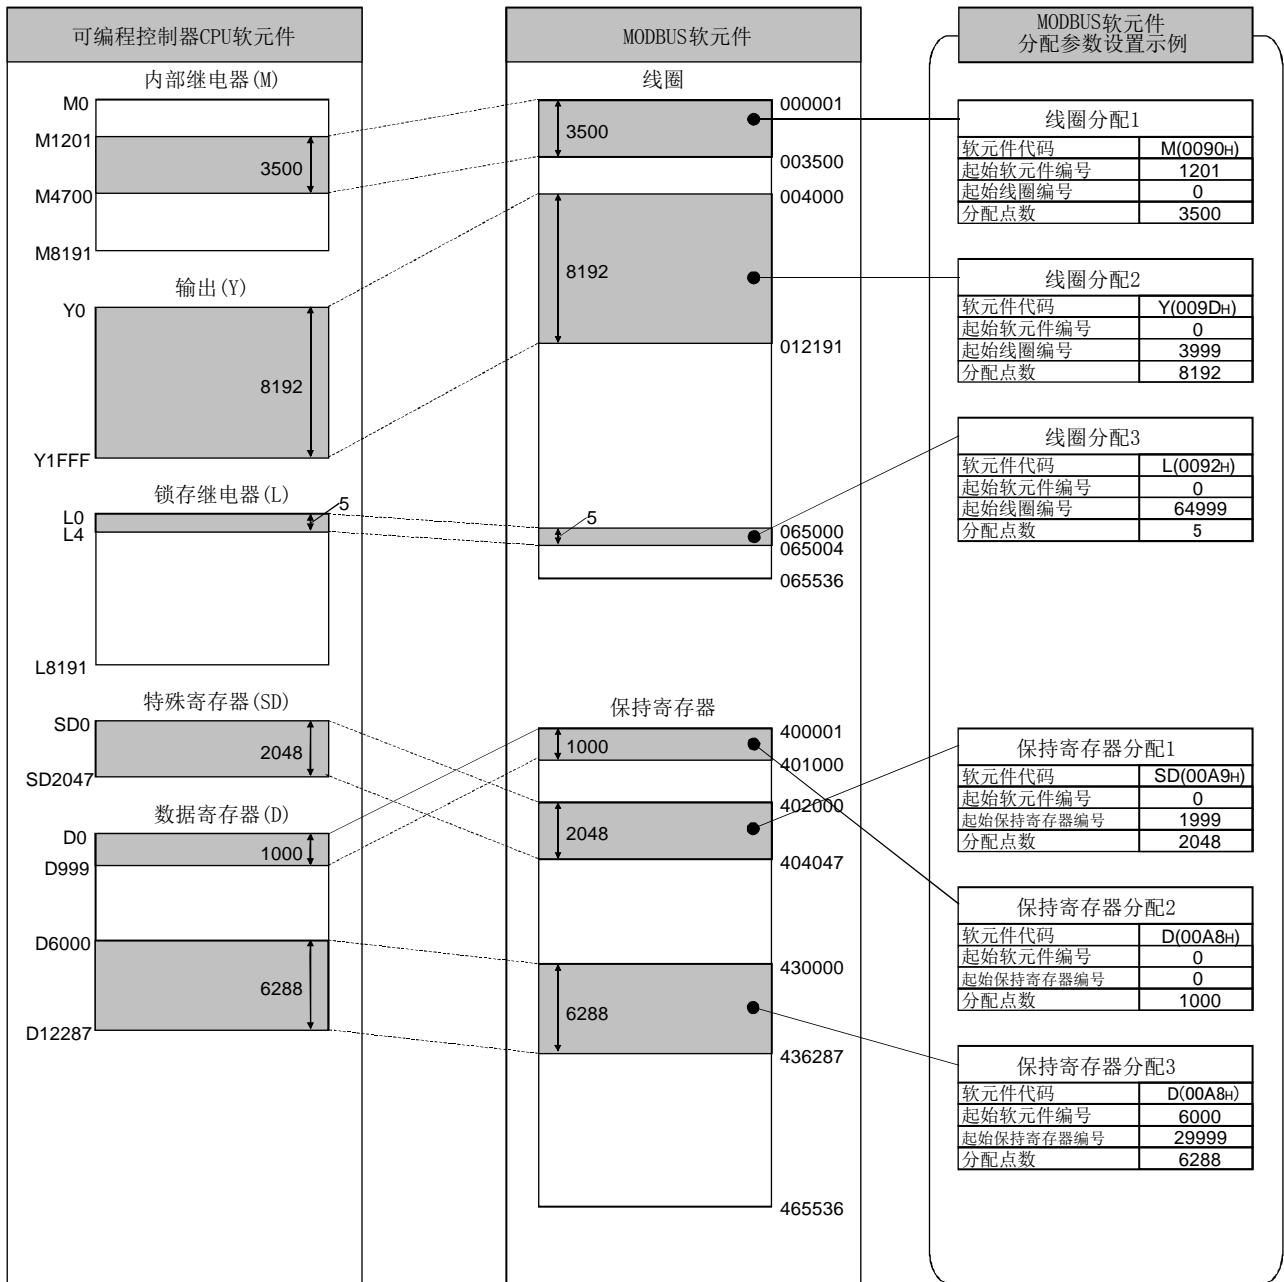 可编程控制器CPU软元件
内部继电器(M)
M0
M1201
3500
M4700
M8191
输出(Y)
Y0
8192
Y1FFF
锁存继电器(L)
L0
5
L4
L8191
特殊寄存器(SD)
SD0
2048
SD2047
数据寄存器(D)
D0
1000
D999
D6000
6288
D12287
MODBUS软元件
线圈
000001
3500
003500
004000
8192
012191
5
065000
065004
065536
保持寄存器
400001
1000
401000
402000
2048
404047
430000
6288
436287
465536
MODBUS软元件
分配参数设置示例
线圈分配1
软元件代码 M(0090H)
起始软元件编号 1201
起始线圈编号 0
分配点数 3500
线圈分配2
软元件代码 Y(009DH)
起始软元件编号 0
起始线圈编号 3999
分配点数 8192
线圈分配3
软元件代码 L(0092H)
起始软元件编号 0
起始线圈编号 64999
分配点数 5
保持寄存器分配1
软元件代码 SD(00A9H)
起始软元件编号 0
起始保持寄存器编号 1999
分配点数 2048
保持寄存器分配2
软元件代码 D(00A8H)
起始软元件编号 0
起始保持寄存器编号 0
分配点数 1000
保持寄存器分配3
软元件代码 D(00A8H)
起始软元件编号 6000
起始保持寄存器编号 29999
分配点数 6288